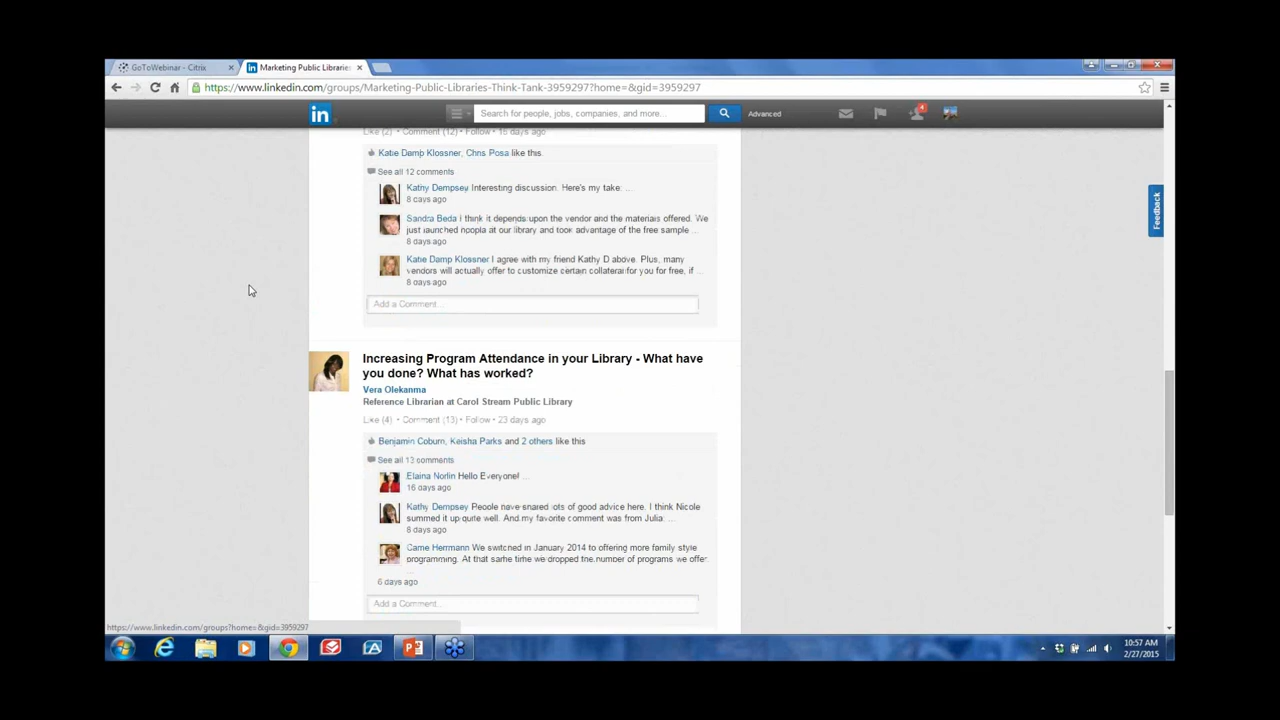 GoToWebinar - Citrix
Marketing Public Libraries
https://www.linkedin.com/groups/Marketing-Public-Libraries-Think-Tank-3959297?home=&gid=3959297
in
Search for people, jobs, companies, and more...
Advanced
4
Like (2) • Comment (12) • Follow • 16 days ago
Katie Damp Klossner, Chris Posa like this
See all 12 comments
Kathy Dempsey Interesting discussion. Here's my take: ...
8 days ago
Sandra Beda I think it depends upon the vendor and the materials offered. We
just launched hoopla at our library and took advantage of the free sample ...
8 days ago
Katie Damp Klossner I agree with my friend Kathy D above. Plus, many
vendors will actually offer to customize certain collateral for you for free, if ...
8 days ago
Add a Comment...
Feedback
Increasing Program Attendance in your Library - What have
you done? What has worked?
Vera Olekanma
Reference Librarian at Carol Stream Public Library
Like (4) • Comment (13) • Follow • 23 days ago
Benjamin Coburn, Keisha Parks and 2 others like this
See all 13 comments
Elaina Norlin Hello Everyone! ...
16 days ago
Kathy Dempsey People have shared lots of good advice here. I think Nicole
summed it up quite well. And my favorite comment was from Julia: ...
8 days ago
Herrmann We switched in January 2014 to offering more family style
programming. At that same time we dropped the number of programs we offer
...
6 days ago
Add a Comment...
https://www.linkedin.com/groups?home=&gid=3959297
10:57 AM
2/27/2015